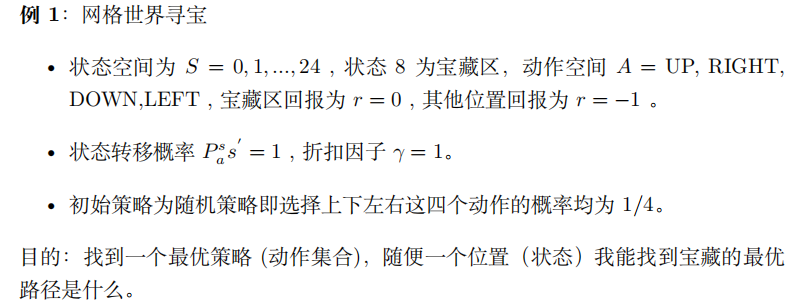 例 1：网格世界寻宝
• 状态空间为 S = 0, 1, ..., 24 , 状态 8 为宝藏区，动作空间 A = UP, RIGHT,
DOWN,LEFT , 宝藏区回报为 r = 0 , 其他位置回报为 r = −1 。
• 状态转移概率 Pₐˢs′ = 1 , 折扣因子 γ = 1。
• 初始策略为随机策略即选择上下左右这四个动作的概率均为 1/4。
目的：找到一个最优策略 (动作集合)，随便一个位置（状态）我能找到宝藏的最优
路径是什么。